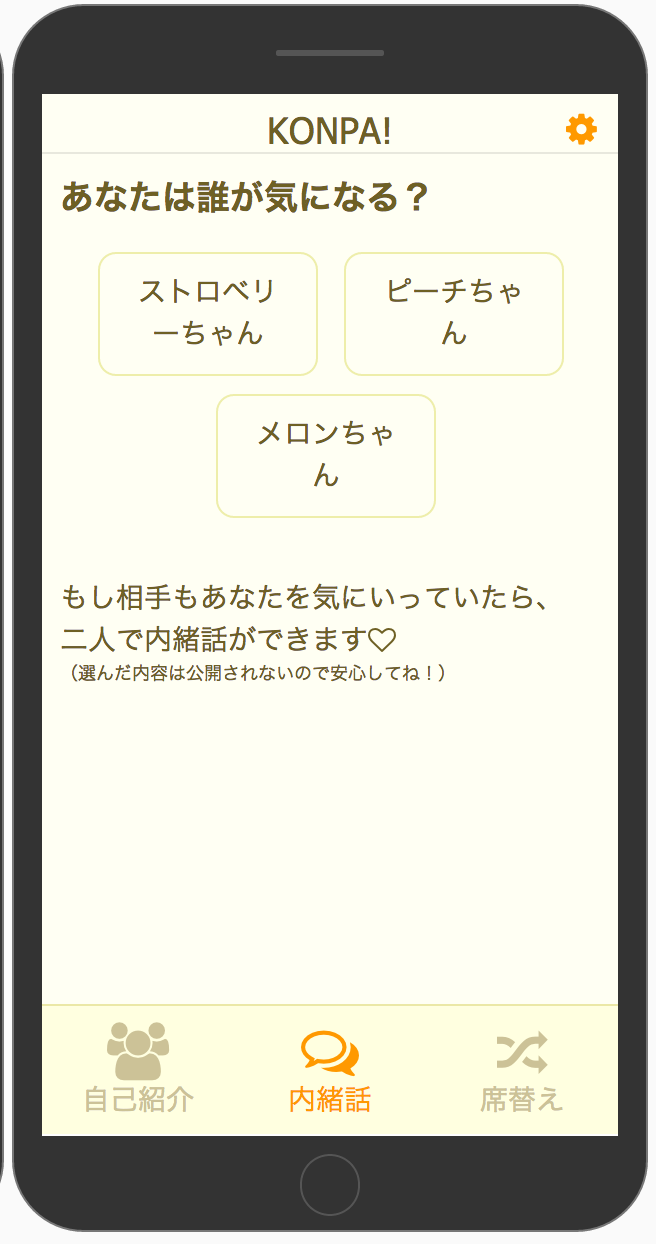 KONPA!
あなたは誰が気になる？
ストロベリ
ーちゃん
ピーチちゃ
ん
メロンちゃ
ん
もし相手もあなたを気にいっていたら、
二人で内緒話ができます♡
（選んだ内容は公開されないので安心してね！）
自己紹介
内緒話
席替え